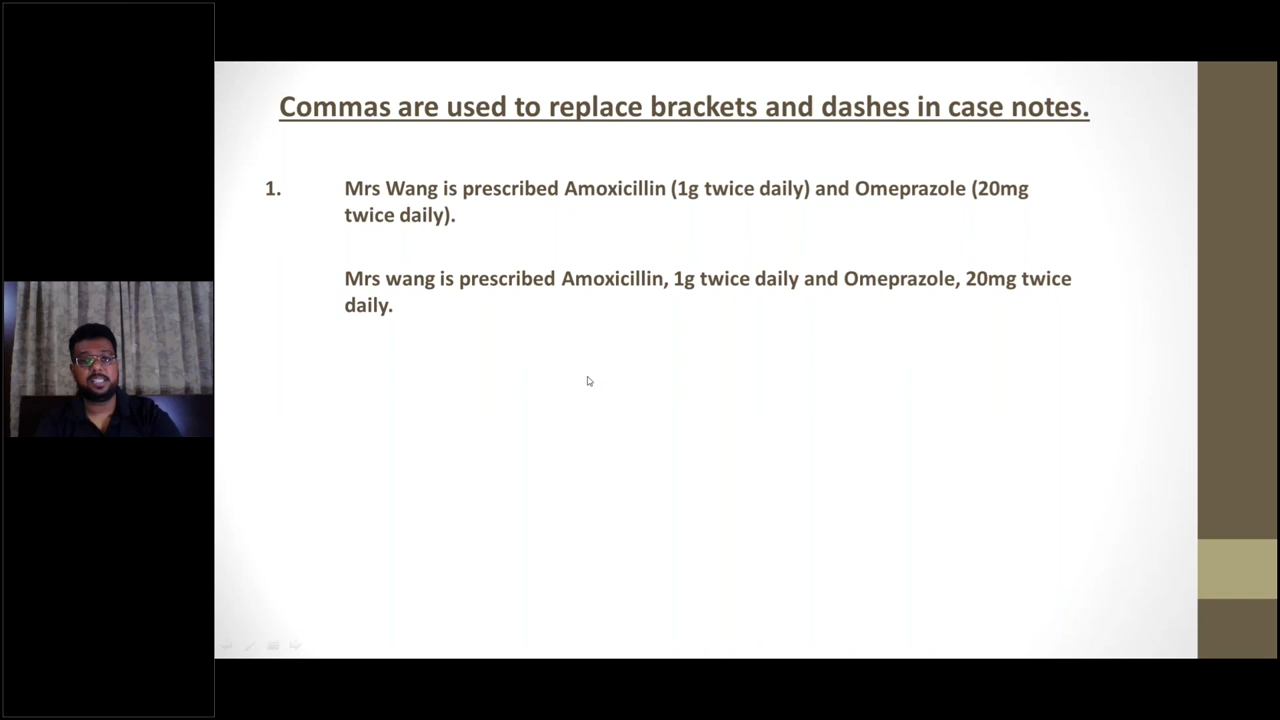 Commas are used to replace brackets and dashes in case notes.
1. Mrs Wang is prescribed Amoxicillin (1g twice daily) and Omeprazole (20mg
twice daily).
Mrs wang is prescribed Amoxicillin, 1g twice daily and Omeprazole, 20mg twice
daily.